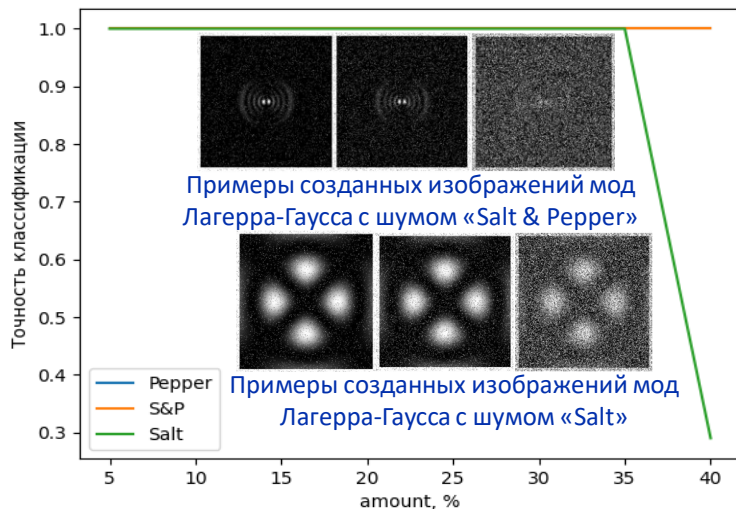 1.0
0.9
0.8
0.7
0.6
0.5
0.4
0.3
Точность классификации
Примеры созданных изображений мод
Лагерра-Гаусса с шумом «Salt & Pepper»
Примеры созданных изображений мод
Лагерра-Гаусса с шумом «Salt»
Pepper
S&P
Salt
5 10 15 20 25 30 35 40
amount, %